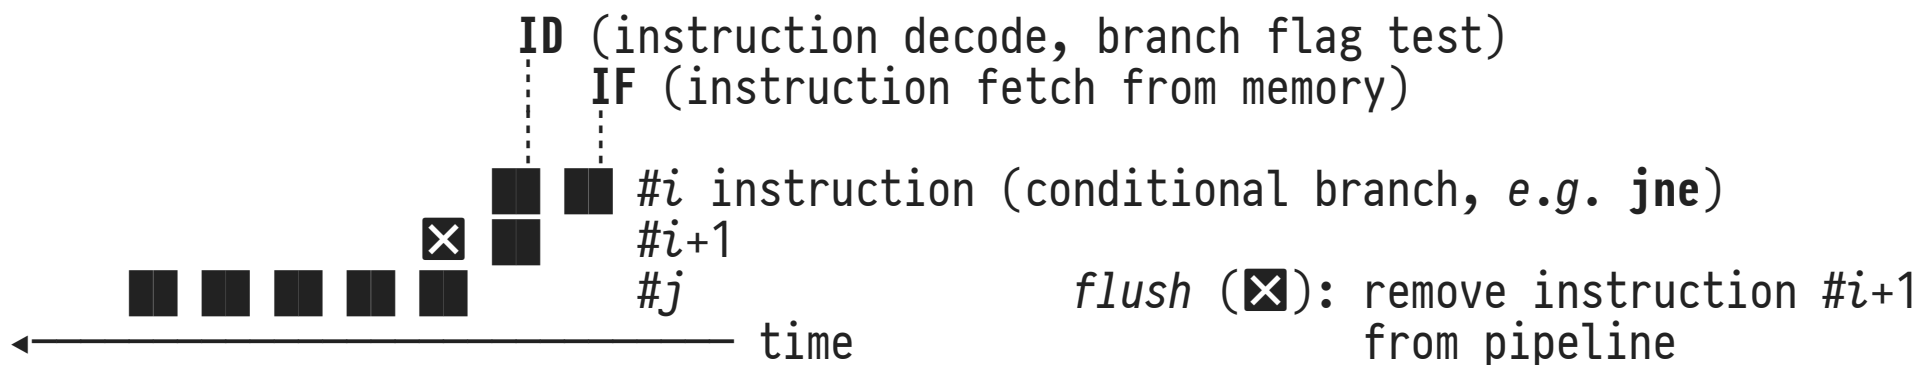 ID (instruction decode, branch flag test)
IF (instruction fetch from memory)
#i instruction (conditional branch, e.g. jne)
#i+1
#j flush (☒): remove instruction #i+1
time from pipeline